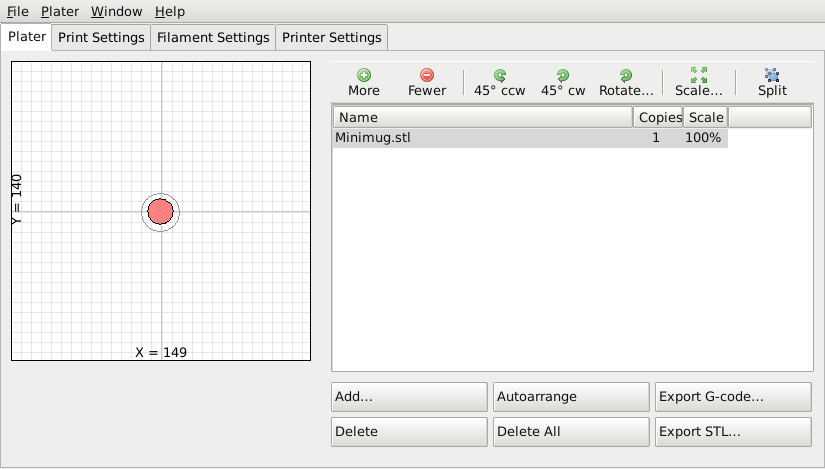 File Plater Window Help
Plater Print Settings Filament Settings Printer Settings
More Fewer 45° ccw 45° cw Rotate... Scale... Split
Name Copies Scale
Minimug.stl 1 100%
Y = 140
X = 149
Add... Autoarrange Export G-code...
Delete Delete All Export STL...